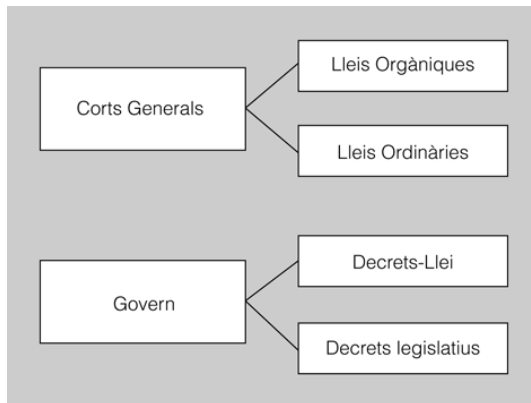 Corts Generals
Lleis Orgàniques
Lleis Ordinàries
Govern
Decrets-Llei
Decrets legislatius